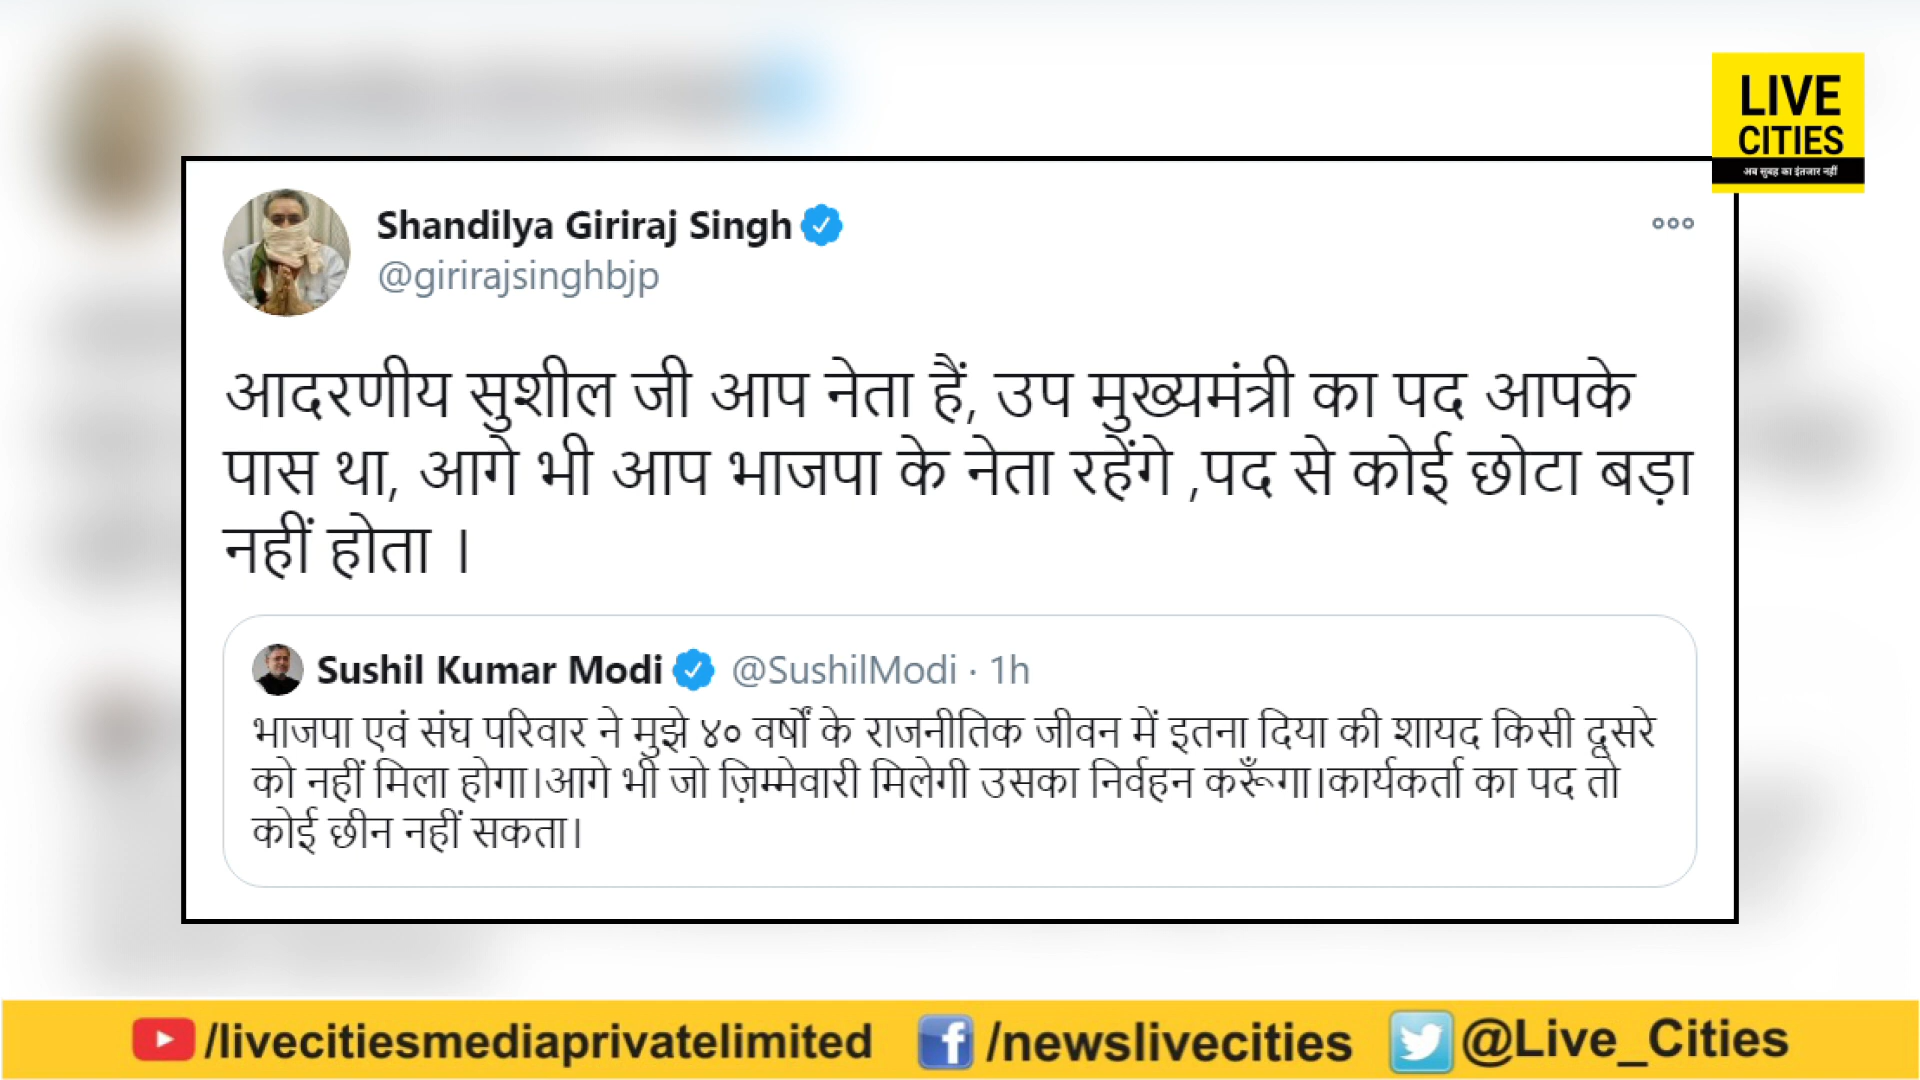 LIVE
CITIES
अब सुबह का इंतजार नहीं
Shandilya Giriraj Singh
@girirajsinghbjp
आदरणीय सुशील जी आप नेता हैं, उप मुख्यमंत्री का पद आपके
पास था, आगे भी आप भाजपा के नेता रहेंगे ,पद से कोई छोटा बड़ा
नहीं होता ।
Sushil Kumar Modi @SushilModi · 1h
भाजपा एवं संघ परिवार ने मुझे ४० वर्षों के राजनीतिक जीवन में इतना दिया की शायद किसी दूसरे
को नहीं मिला होगा।आगे भी जो ज़िम्मेवारी मिलेगी उसका निर्वहन करूँगा।कार्यकर्ता का पद तो
कोई छीन नहीं सकता।
/livecitiesmediaprivatelimited /newslivecities @Live_Cities